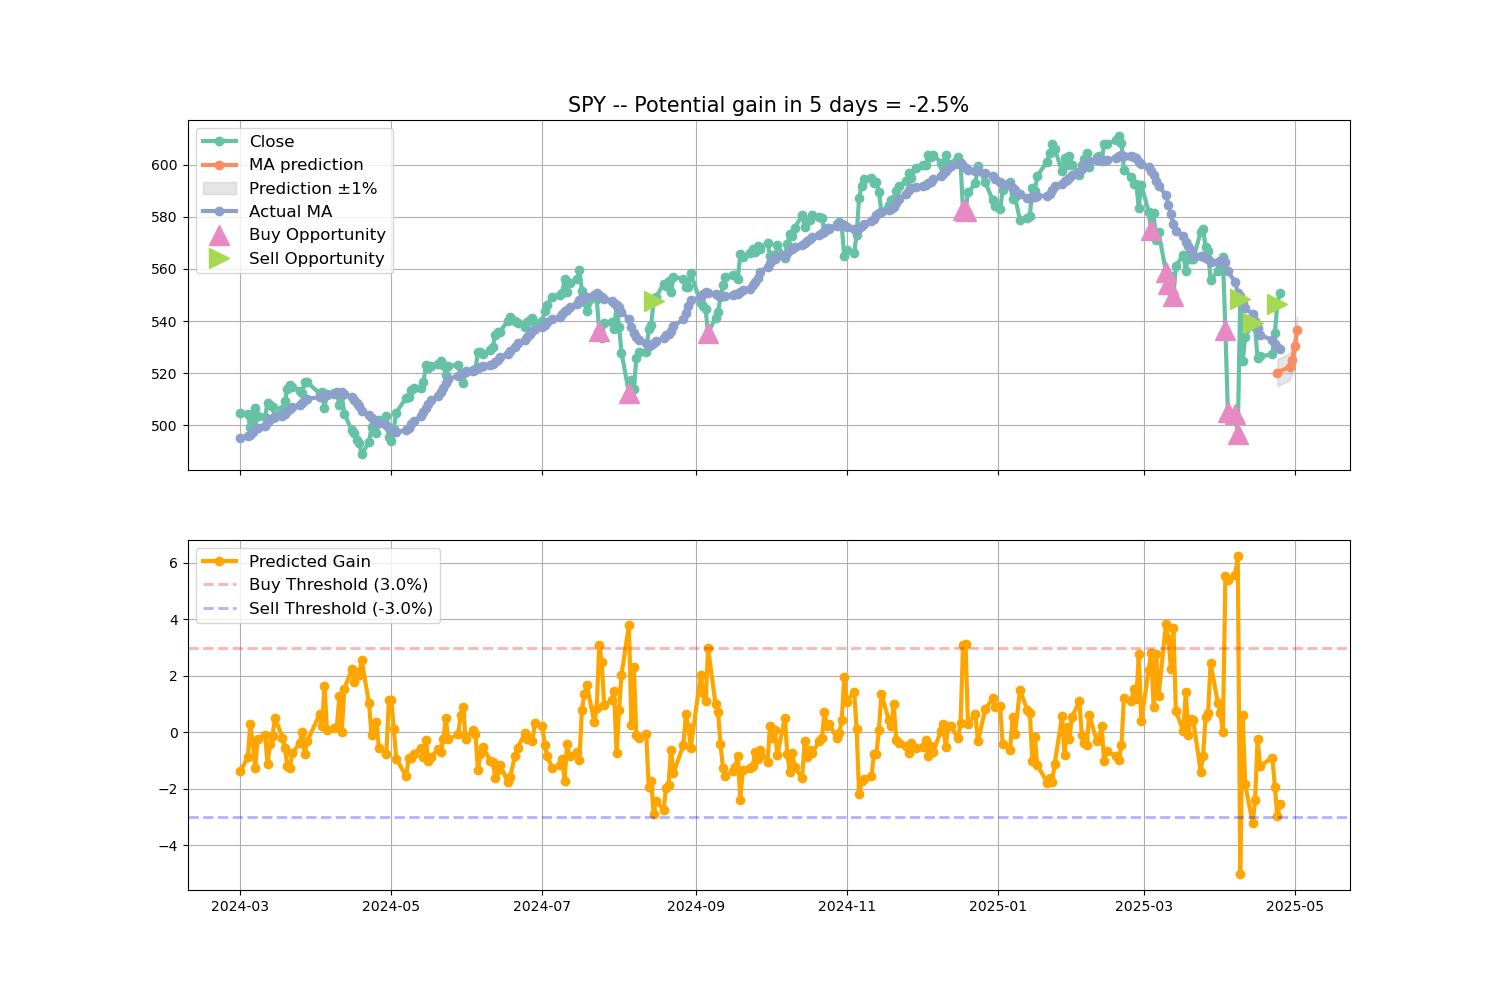 SPY -- Potential gain in 5 days = -2.5%
Close
MA prediction
Prediction ±1%
Actual MA
Buy Opportunity
Sell Opportunity
600
580
560
540
520
500
Predicted Gain
Buy Threshold (3.0%)
Sell Threshold (-3.0%)
6
4
2
0
−2
−4
2024-03 2024-05 2024-07 2024-09 2024-11 2025-01 2025-03 2025-05